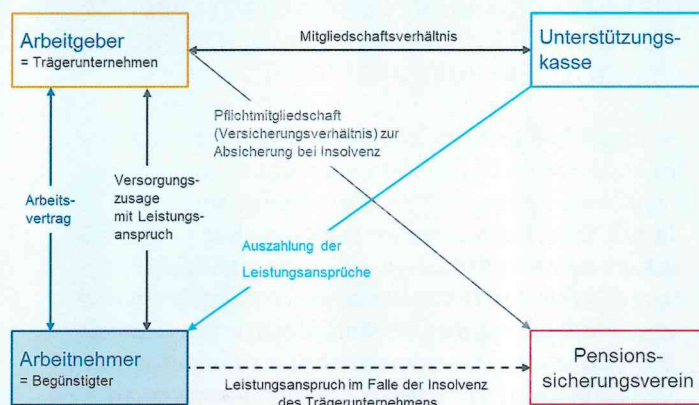 Arbeitgeber
= Trägerunternehmen
Mitgliedschaftsverhältnis
Unterstützungs-
kasse
Pflichtmitgliedschaft
(Versicherungsverhältnis) zur
Absicherung bei Insolvenz
Arbeits-
vertrag
Versorgungs-
zusage
mit Leistungs-
anspruch
Auszahlung der
Leistungsansprüche
Arbeitnehmer
= Begünstigter
Leistungsanspruch im Falle der Insolvenz
des Trägerunternehmens
Pensions-
sicherungsverein